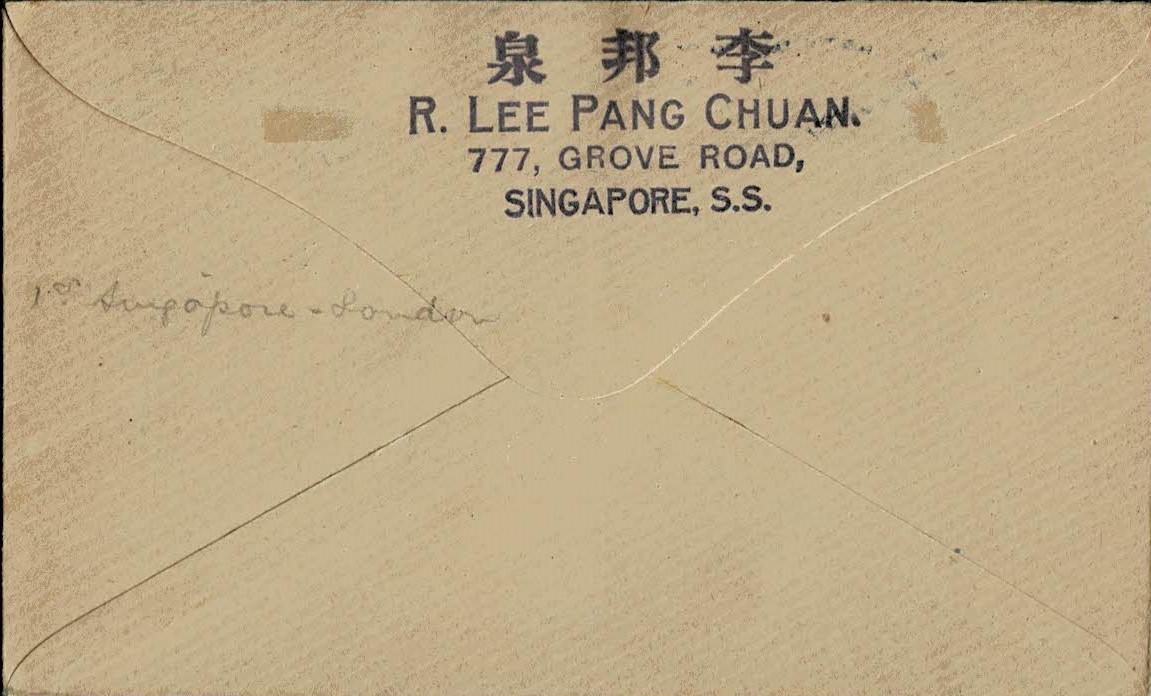 李邦泉
R. LEE PANG CHUAN.
777, GROVE ROAD,
SINGAPORE, S.S.
1st Singapore - London